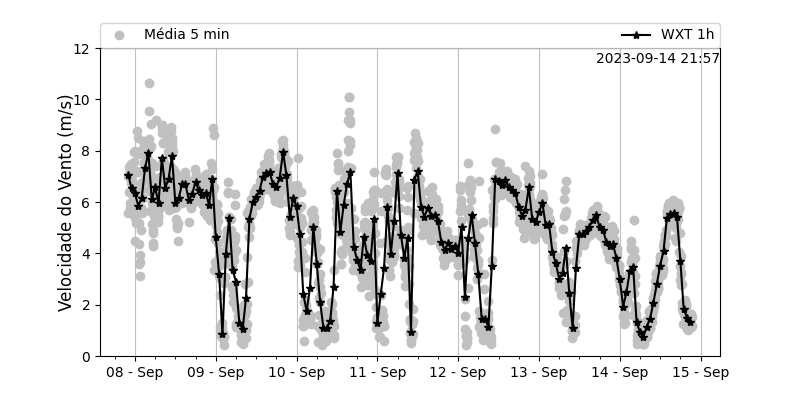 Média 5 min
WXT 1h
2023-09-14 21:57
Velocidade do Vento (m/s)
12
10
8
6
4
2
0
08 - Sep 09 - Sep 10 - Sep 11 - Sep 12 - Sep 13 - Sep 14 - Sep 15 - Sep